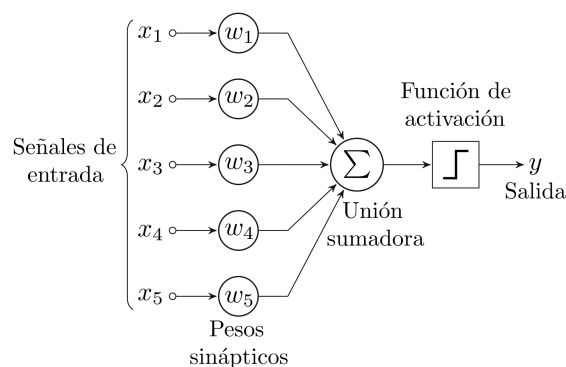 x₁ w₁
x₂ w₂
Función de
activación
Señales de
entrada
x₃ w₃ ∑ y
Salida
Unión
sumadora
x₄ w₄
x₅ w₅
Pesos
sinápticos